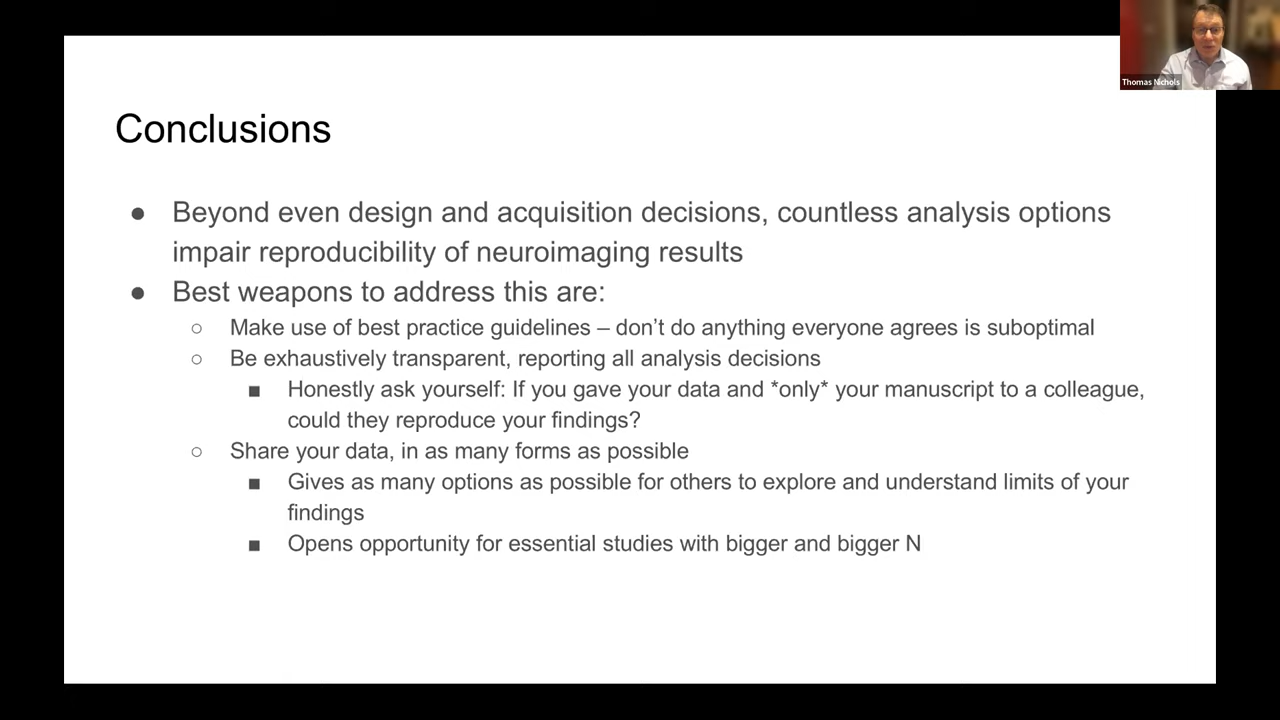 Thomas Nichols
Conclusions
● Beyond even design and acquisition decisions, countless analysis options
impair reproducibility of neuroimaging results
● Best weapons to address this are:
○ Make use of best practice guidelines – don’t do anything everyone agrees is suboptimal
○ Be exhaustively transparent, reporting all analysis decisions
■ Honestly ask yourself: If you gave your data and *only* your manuscript to a colleague,
could they reproduce your findings?
○ Share your data, in as many forms as possible
■ Gives as many options as possible for others to explore and understand limits of your
findings
■ Opens opportunity for essential studies with bigger and bigger N